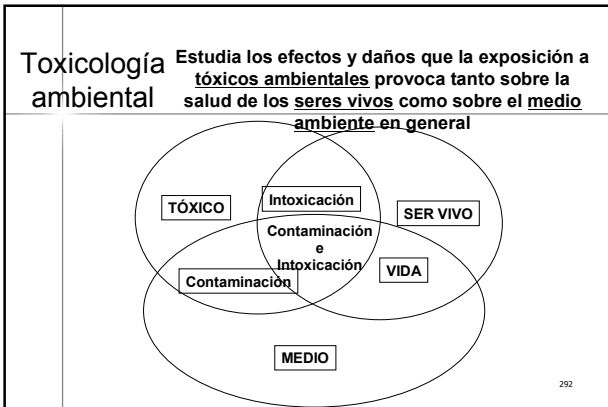 Toxicología
ambiental
Estudia los efectos y daños que la exposición a
tóxicos ambientales provoca tanto sobre la
salud de los seres vivos como sobre el medio
ambiente en general
TÓXICO
Intoxicación
SER VIVO
Contaminación
e
Intoxicación
Contaminación
VIDA
MEDIO
292